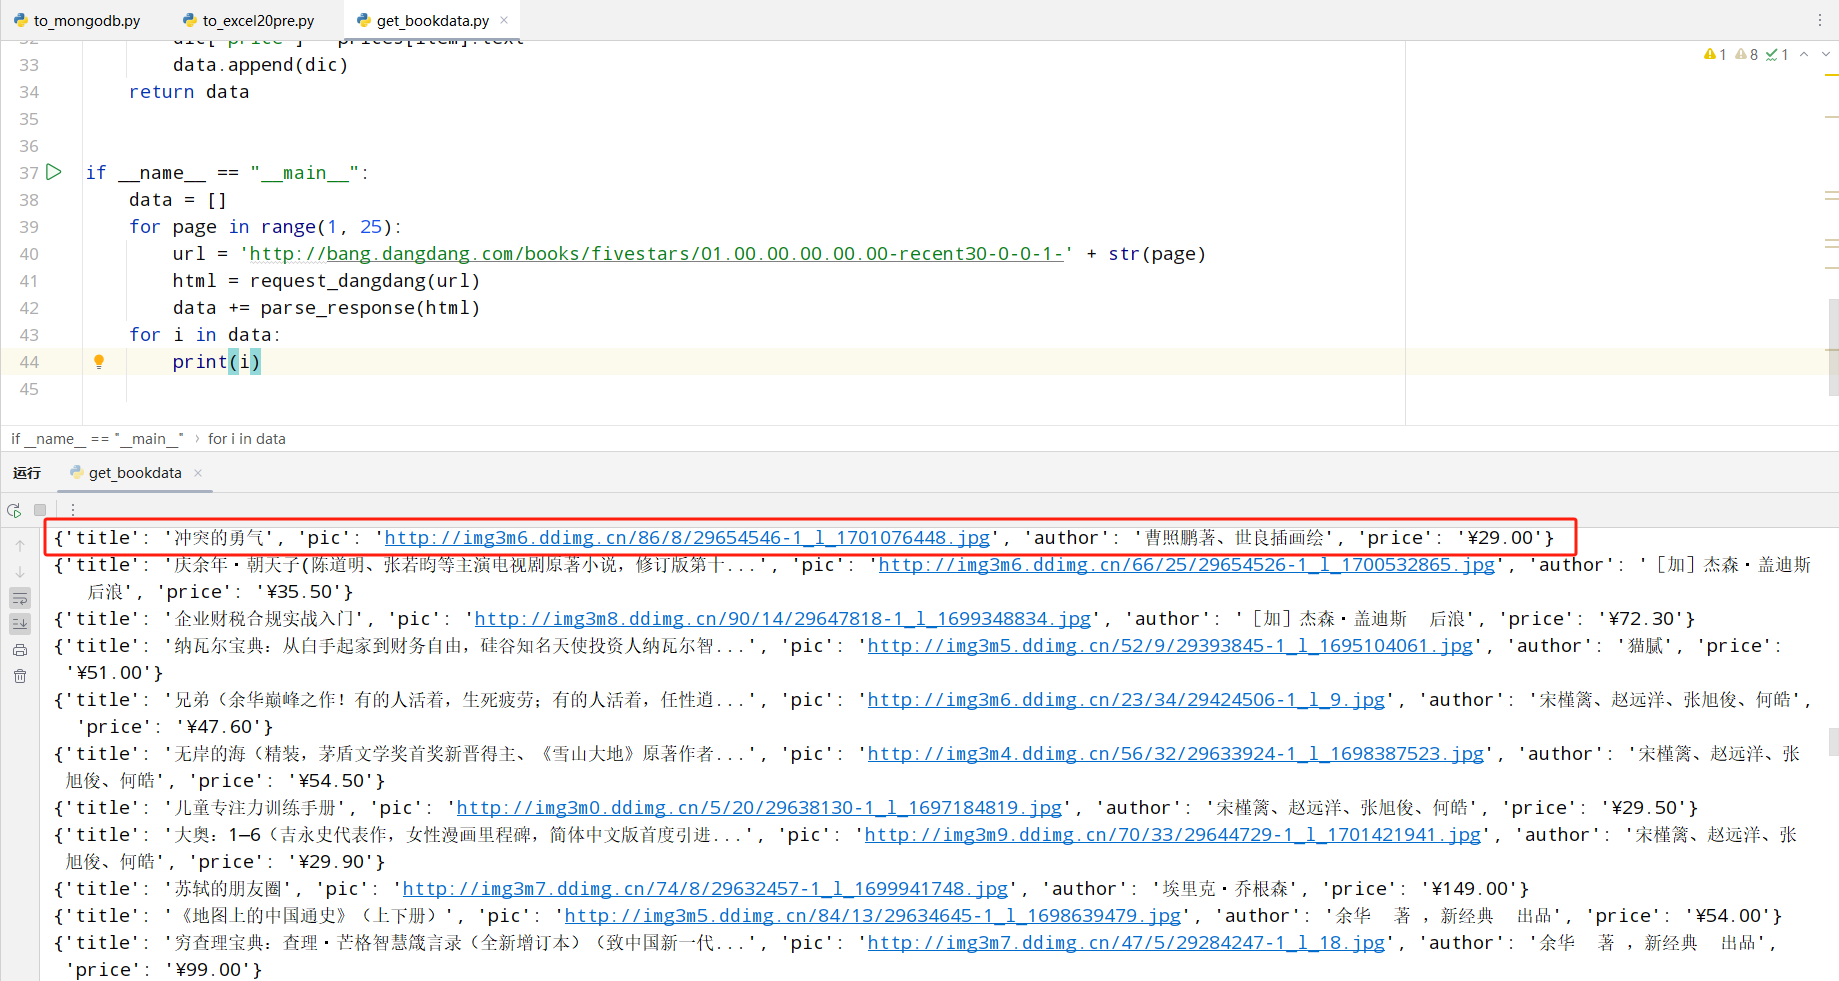 to_mongodb.py to_excel20pre.py get_bookdata.py
1 8 1
33 data.append(dic)
34 return data
35
36
37 if __name__ == "__main__":
38 data = []
39 for page in range(1, 25):
40 url = 'http://bang.dangdang.com/books/fivestars/01.00.00.00.00.00-recent30-0-0-1-' + str(page)
41 html = request_dangdang(url)
42 data += parse_response(html)
43 for i in data:
44 print(i)
45
if __name__ == "__main__" › for i in data
运行 get_bookdata
{'title': '冲突的勇气', 'pic': 'http://img3m6.ddimg.cn/86/8/29654546-1_l_1701076448.jpg', 'author': '曹照鹏著、世良插画绘', 'price': '¥29.00'}
{'title': '庆余年·朝天子(陈道明、张若昀等主演电视剧原著小说，修订版第十...', 'pic': 'http://img3m6.ddimg.cn/66/25/29654526-1_l_1700532865.jpg', 'author': '［加］杰森·盖迪斯
后浪', 'price': '¥35.50'}
{'title': '企业财税合规实战入门', 'pic': 'http://img3m8.ddimg.cn/90/14/29647818-1_l_1699348834.jpg', 'author': '［加］杰森·盖迪斯 后浪', 'price': '¥72.30'}
{'title': '纳瓦尔宝典：从白手起家到财务自由，硅谷知名天使投资人纳瓦尔智...', 'pic': 'http://img3m5.ddimg.cn/52/9/29393845-1_l_1695104061.jpg', 'author': '猫腻', 'price':
'¥51.00'}
{'title': '兄弟（余华巅峰之作！有的人活着，生死疲劳；有的人活着，任性逍...', 'pic': 'http://img3m6.ddimg.cn/23/34/29424506-1_l_9.jpg', 'author': '宋槿篱、赵远洋、张旭俊、何皓',
'price': '¥47.60'}
{'title': '无岸的海（精装，茅盾文学奖首奖新晋得主、《雪山大地》原著作者...', 'pic': 'http://img3m4.ddimg.cn/56/32/29633924-1_l_1698387523.jpg', 'author': '宋槿篱、赵远洋、张
旭俊、何皓', 'price': '¥54.50'}
{'title': '儿童专注力训练手册', 'pic': 'http://img3m0.ddimg.cn/5/20/29638130-1_l_1697184819.jpg', 'author': '宋槿篱、赵远洋、张旭俊、何皓', 'price': '¥29.50'}
{'title': '大奥：1—6（吉永史代表作，女性漫画里程碑，简体中文版首度引进...', 'pic': 'http://img3m9.ddimg.cn/70/33/29644729-1_l_1701421941.jpg', 'author': '宋槿篱、赵远洋、张
旭俊、何皓', 'price': '¥29.90'}
{'title': '苏轼的朋友圈', 'pic': 'http://img3m7.ddimg.cn/74/8/29632457-1_l_1699941748.jpg', 'author': '埃里克·乔根森', 'price': '¥149.00'}
{'title': '《地图上的中国通史》（上下册）', 'pic': 'http://img3m5.ddimg.cn/84/13/29634645-1_l_1698639479.jpg', 'author': '余华 著 ，新经典 出品', 'price': '¥54.00'}
{'title': '穷查理宝典：查理·芒格智慧箴言录（全新增订本）（致中国新一代...', 'pic': 'http://img3m7.ddimg.cn/47/5/29284247-1_l_18.jpg', 'author': '余华 著 ，新经典 出品',
'price': '¥99.00'}